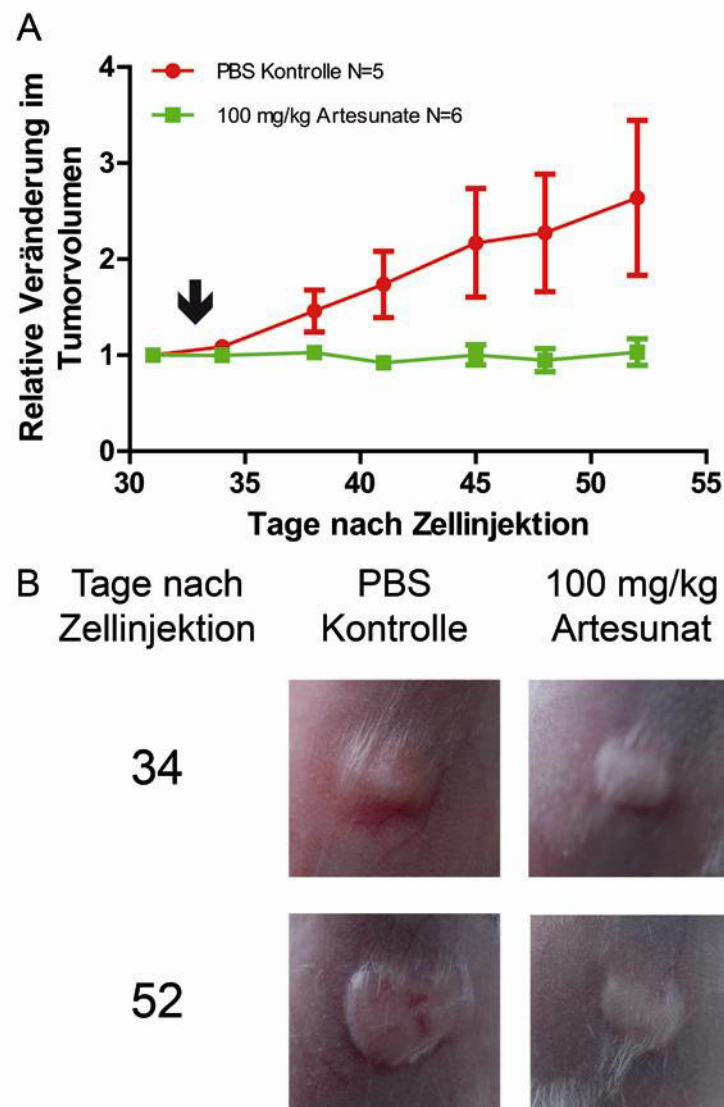 A
4
3
2
1
0
Relative Veränderung im
Tumorvolumen
PBS Kontrolle N=5
100 mg/kg Artesunate N=6
30
35
40
45
50
55
Tage nach Zellinjektion
B
Tage nach
Zellinjektion
PBS
Kontrolle
100 mg/kg
Artesunat
34
52